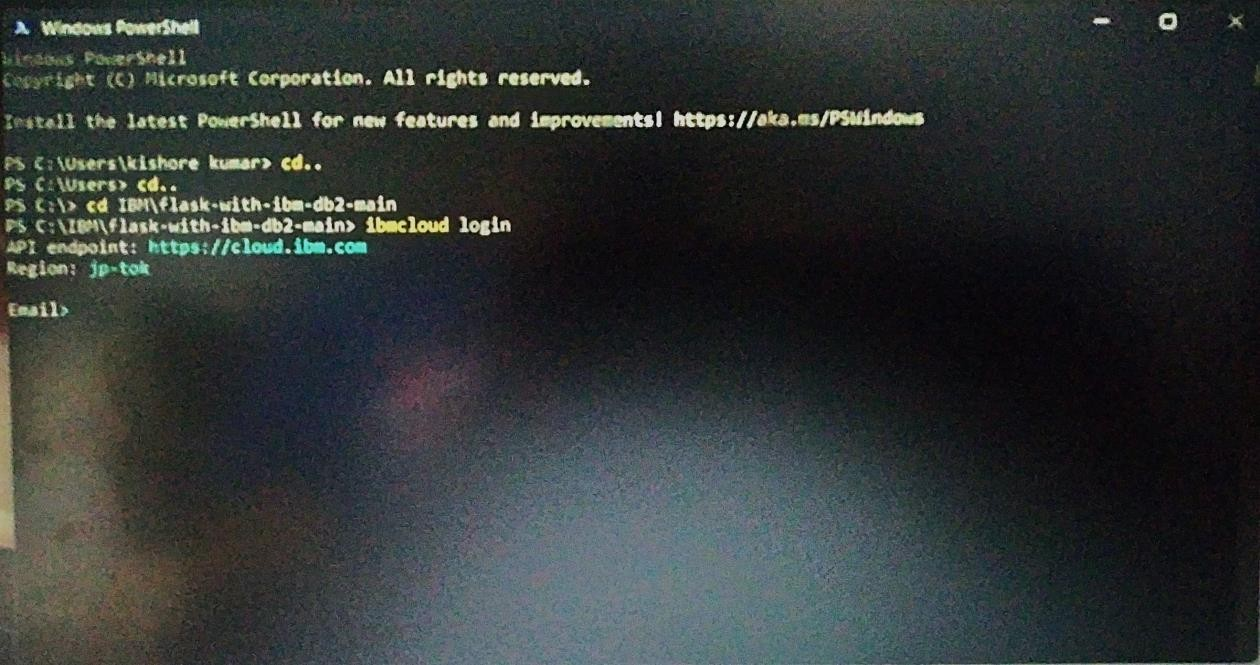 Windows PowerShell
Windows PowerShell
Copyright (C) Microsoft Corporation. All rights reserved.
Install the latest PowerShell for new features and improvements! https://aka.ms/PSWindows
PS C:\Users\kishore kumar> cd..
PS C:\Users> cd..
PS C:\> cd IBM\flask-with-ibm-db2-main
PS C:\IBM\flask-with-ibm-db2-main> ibmcloud login
API endpoint: https://cloud.ibm.com
Region: jp-tok
Email>